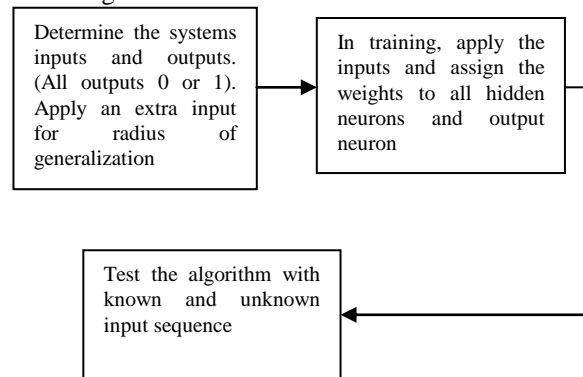 Determine the systems
inputs and outputs.
(All outputs 0 or 1).
Apply an extra input
for radius of
generalization
In training, apply the
inputs and assign the
weights to all hidden
neurons and output
neuron
Test the algorithm with
known and unknown
input sequence